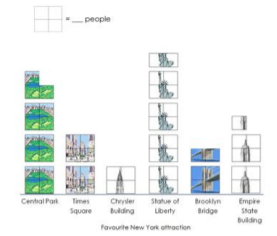 = ___ people
Central Park Times Square Chrysler Building Statue of Liberty Brooklyn Bridge Empire State Building
Favourite New York attraction